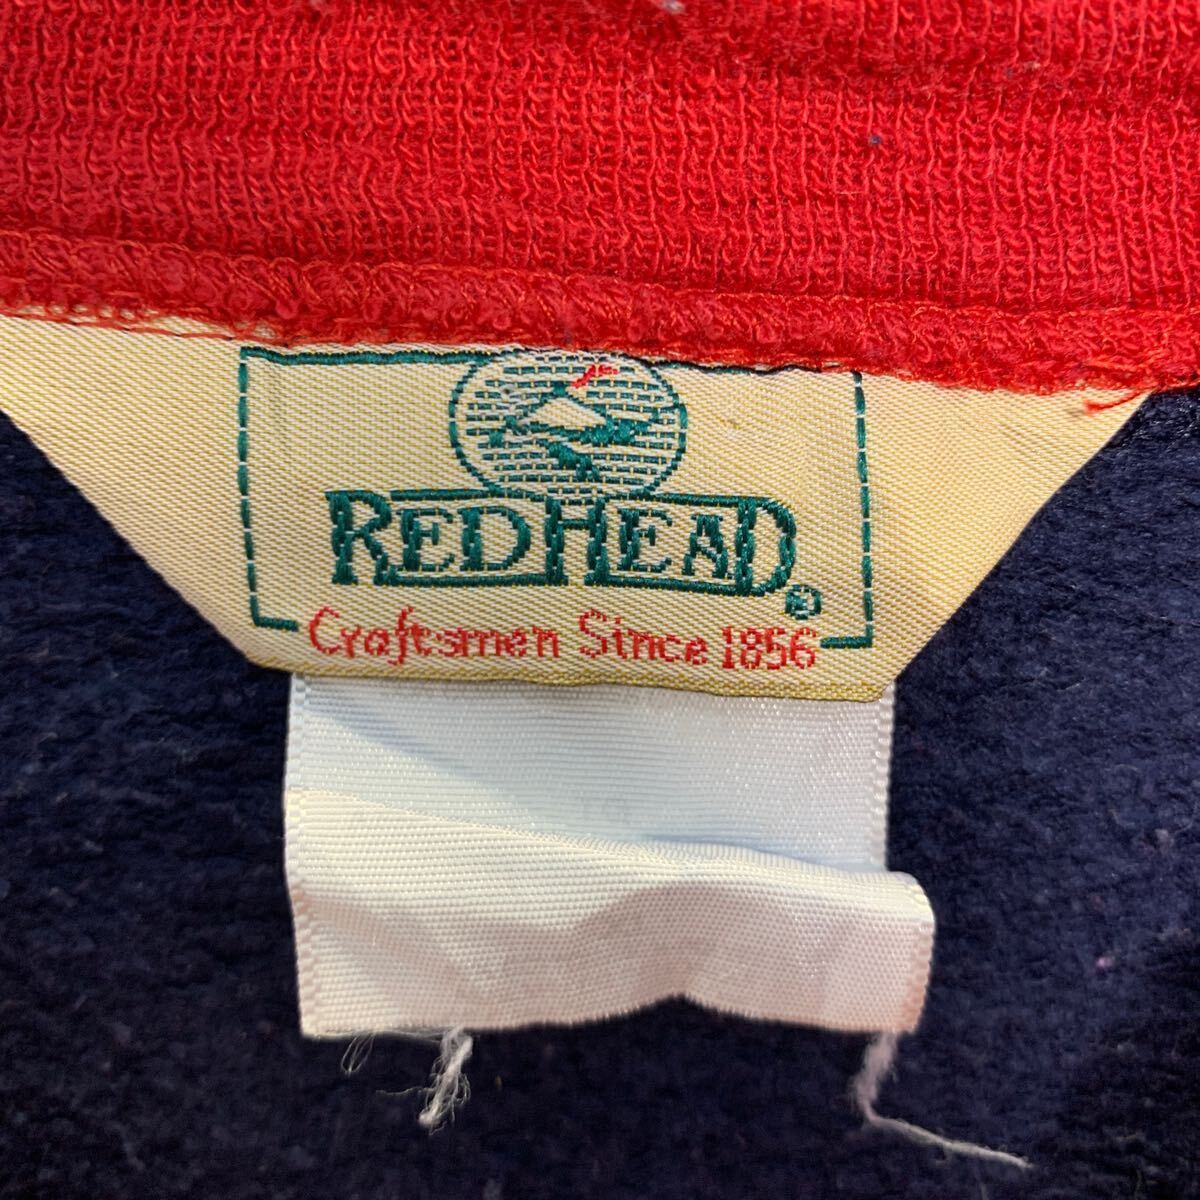 REDHEAD®
Craftsmen Since 1856